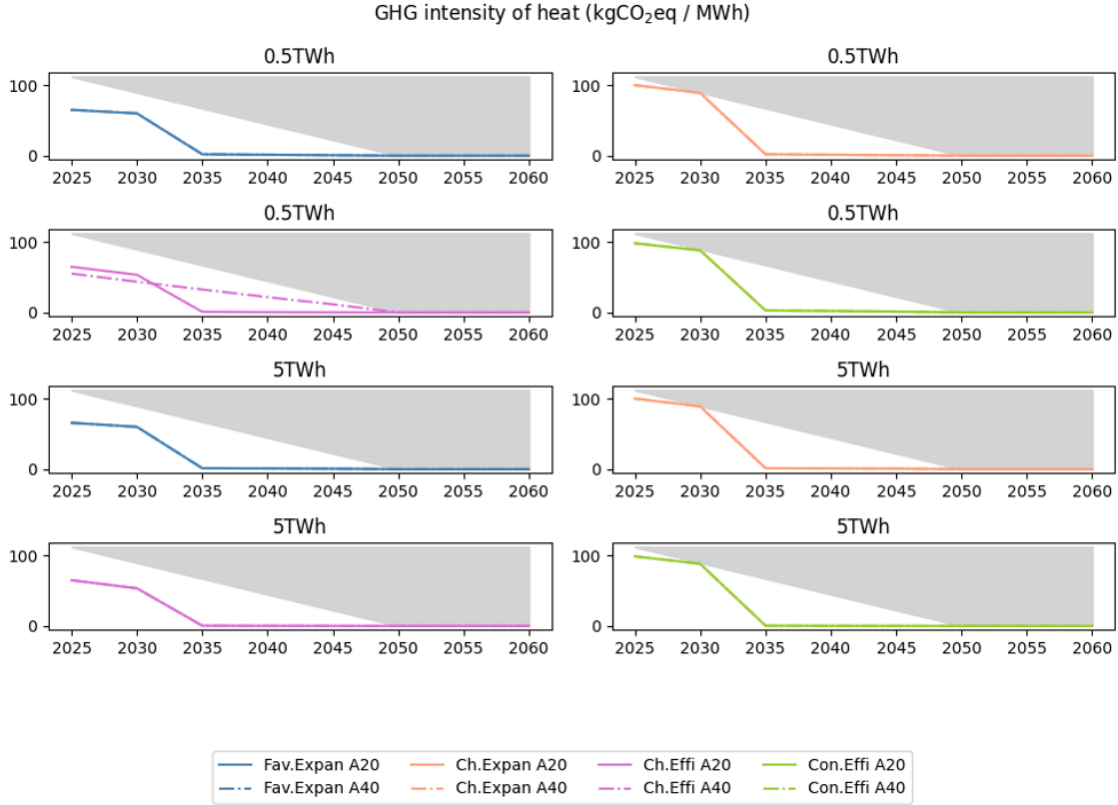 GHG intensity of heat (kgCO₂eq / MWh)
0.5TWh 0.5TWh
100 100
0 0
2025 2030 2035 2040 2045 2050 2055 2060 2025 2030 2035 2040 2045 2050 2055 2060
0.5TWh 0.5TWh
100 100
0 0
2025 2030 2035 2040 2045 2050 2055 2060 2025 2030 2035 2040 2045 2050 2055 2060
5TWh 5TWh
100 100
0 0
2025 2030 2035 2040 2045 2050 2055 2060 2025 2030 2035 2040 2045 2050 2055 2060
5TWh 5TWh
100 100
0 0
2025 2030 2035 2040 2045 2050 2055 2060 2025 2030 2035 2040 2045 2050 2055 2060
Fav.Expan A20 Ch.Expan A20 Ch.Effi A20 Con.Effi A20
Fav.Expan A40 Ch.Expan A40 Ch.Effi A40 Con.Effi A40